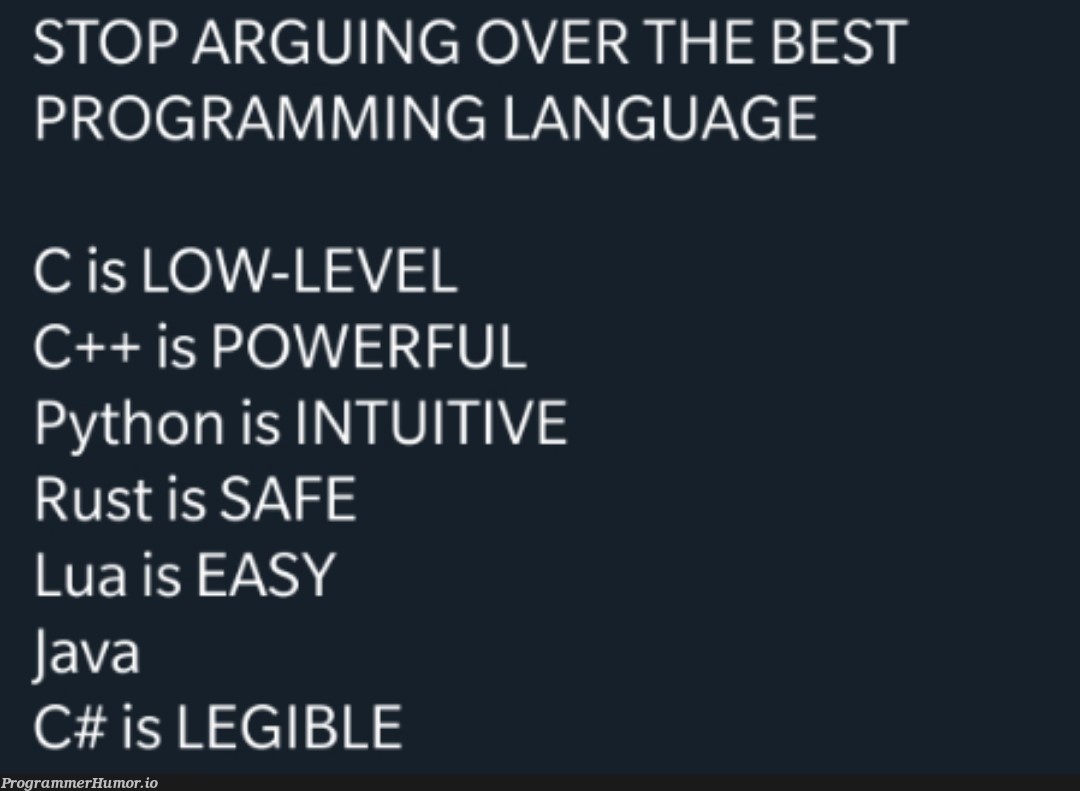 STOP ARGUING OVER THE BEST
PROGRAMMING LANGUAGE
C is LOW-LEVEL
C++ is POWERFUL
Python is INTUITIVE
Rust is SAFE
Lua is EASY
Java
C# is LEGIBLE
ProgrammerHumor.io